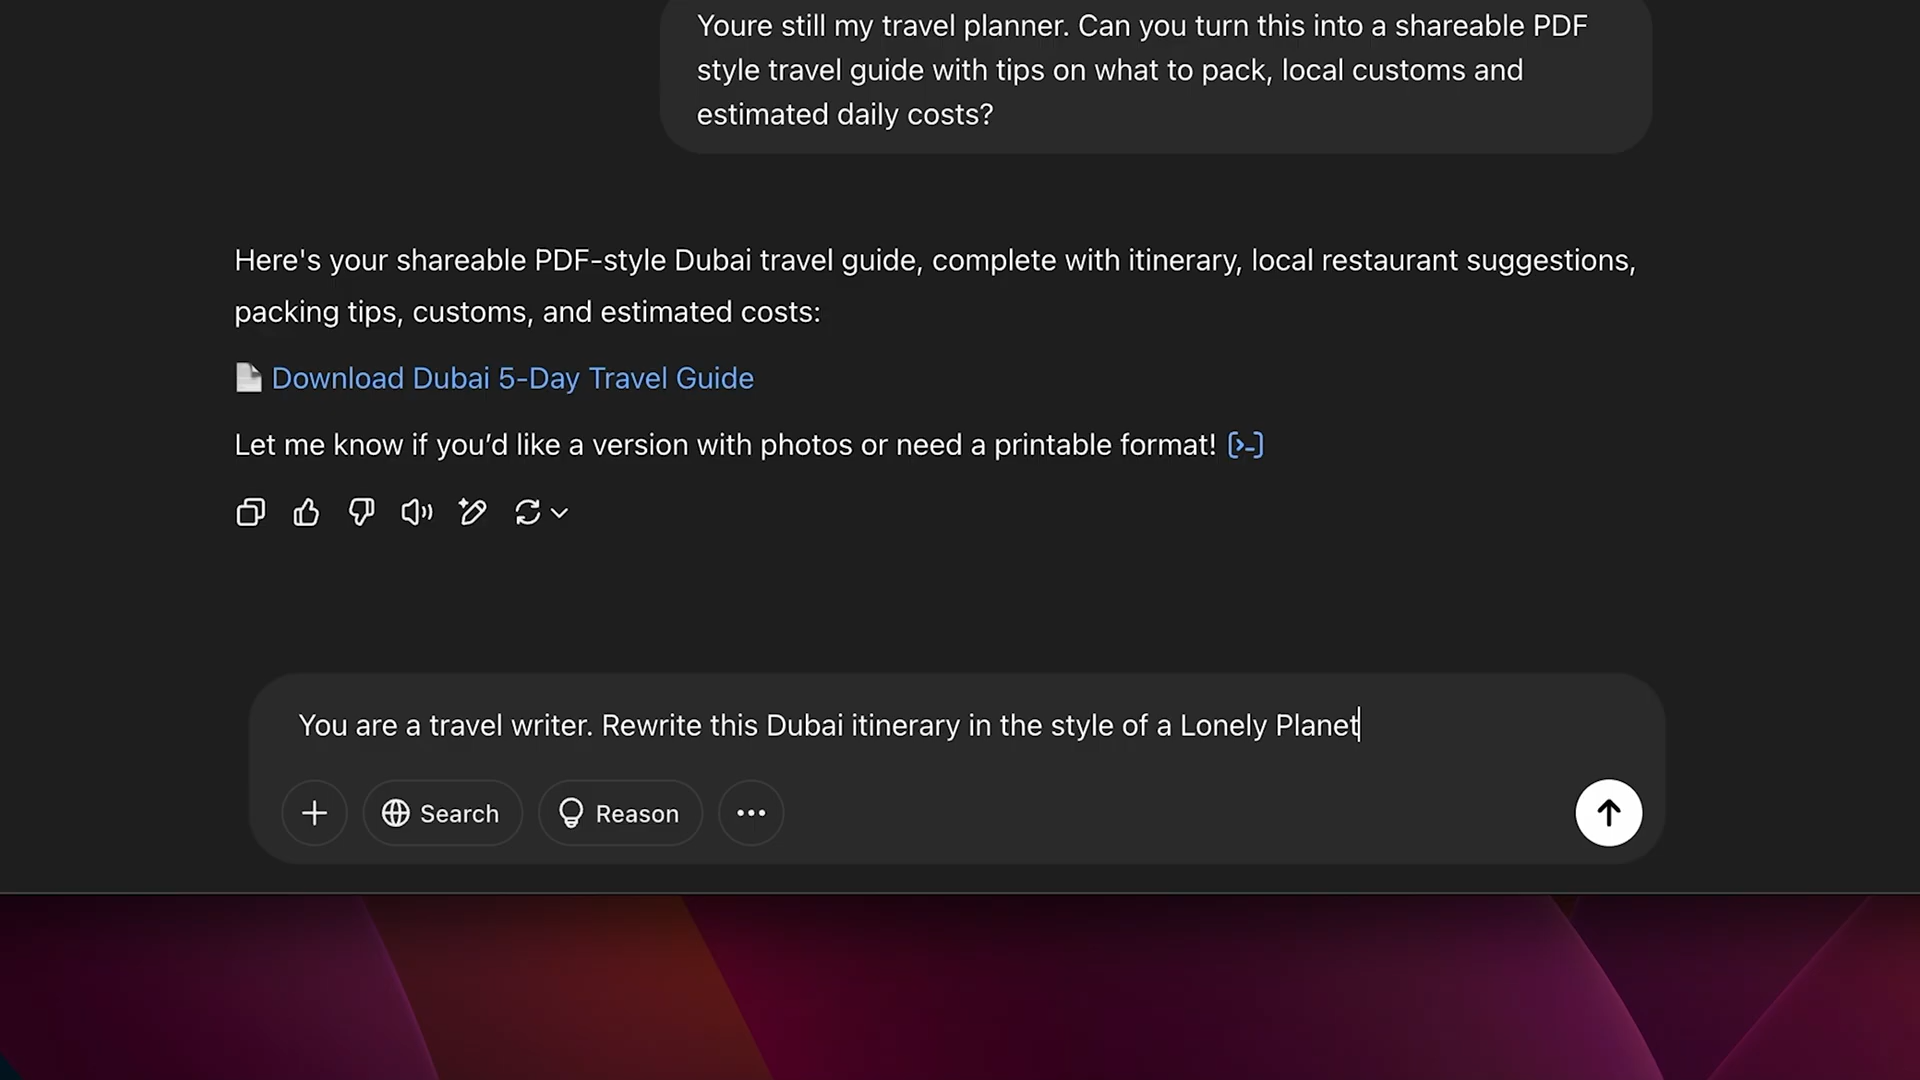 Youre still my travel planner. Can you turn this into a shareable PDF
style travel guide with tips on what to pack, local customs and
estimated daily costs?
Here's your shareable PDF-style Dubai travel guide, complete with itinerary, local restaurant suggestions,
packing tips, customs, and estimated costs:
Download Dubai 5-Day Travel Guide
Let me know if you’d like a version with photos or need a printable format! [>-]
You are a travel writer. Rewrite this Dubai itinerary in the style of a Lonely Planet
Search
Reason